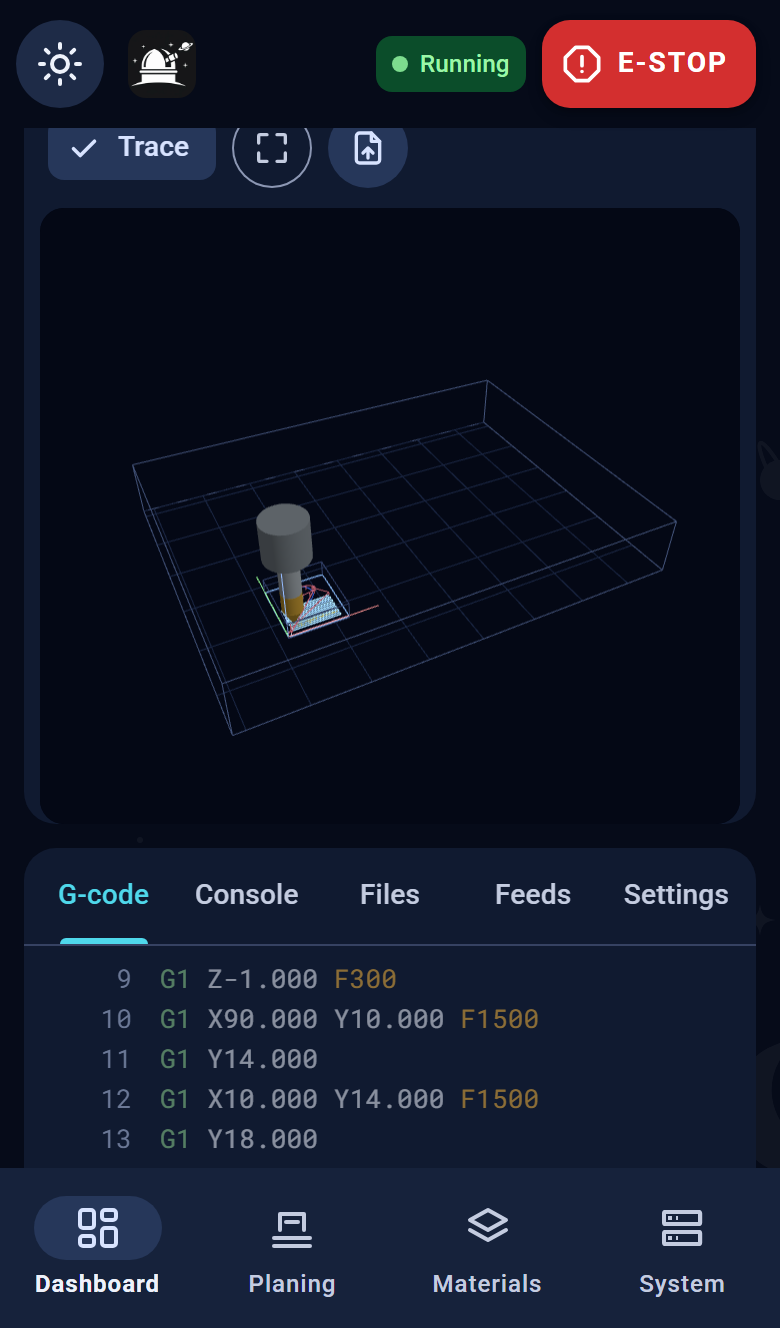 Running
E-STOP
Trace
G-code Console Files Feeds Settings
9 G1 Z-1.000 F300
10 G1 X90.000 Y10.000 F1500
11 G1 Y14.000
12 G1 X10.000 Y14.000 F1500
13 G1 Y18.000
Dashboard Planing Materials System